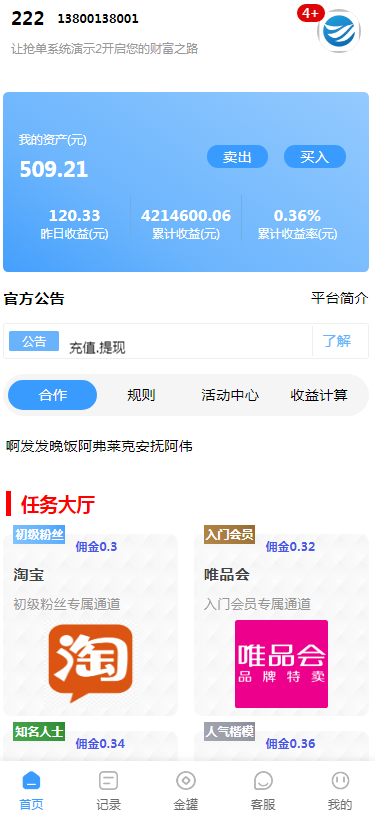 222 13800138001
4+
让抢单系统演示2开启您的财富之路
我的资产(元)
509.21
卖出 买入
120.33 4214600.06 0.36%
昨日收益(元) 累计收益(元) 累计收益率(元)
官方公告 平台简介
公告 充值.提现 了解
合作 规则 活动中心 收益计算
啊发发晚饭阿弗莱克安抚阿伟
任务大厅
初级粉丝 佣金0.3
淘宝
初级粉丝专属通道
淘
入门会员 佣金0.32
唯品会
入门会员专属通道
唯品会
品牌特卖
知名人士 佣金0.34
人气楷模 佣金0.36
首页 记录 金罐 客服 我的